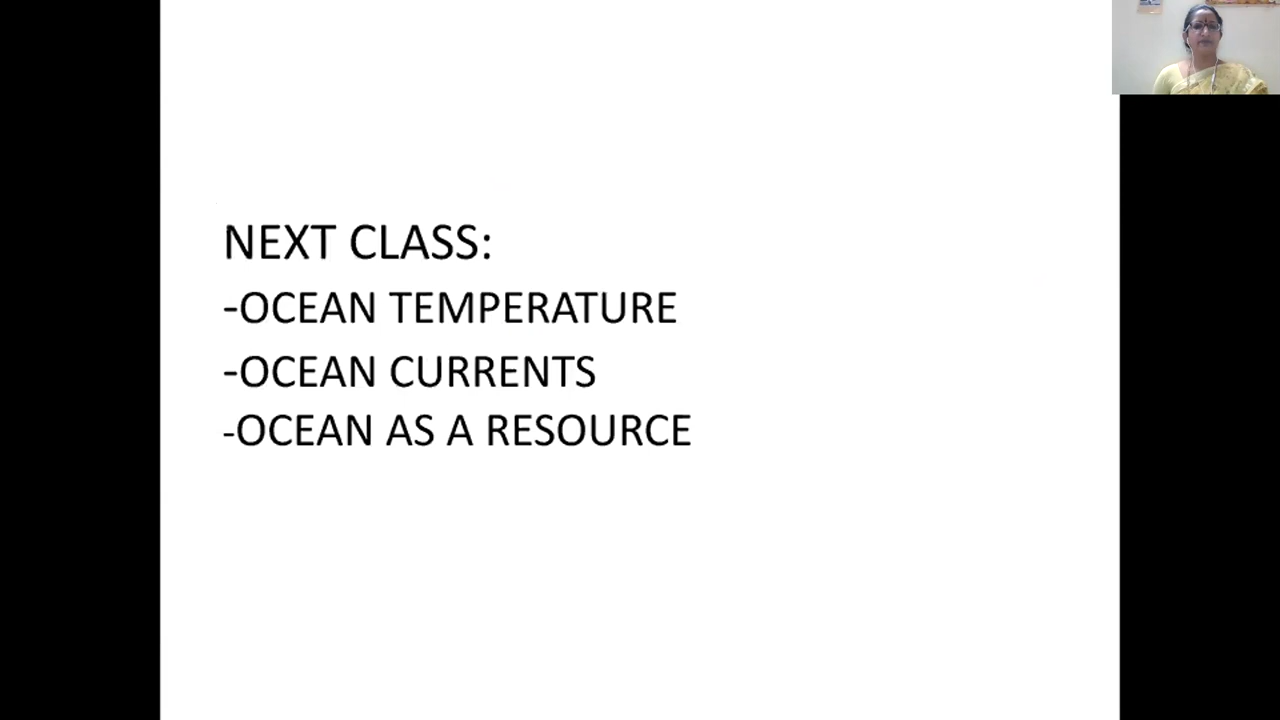 NEXT CLASS:
-OCEAN TEMPERATURE
-OCEAN CURRENTS
-OCEAN AS A RESOURCE